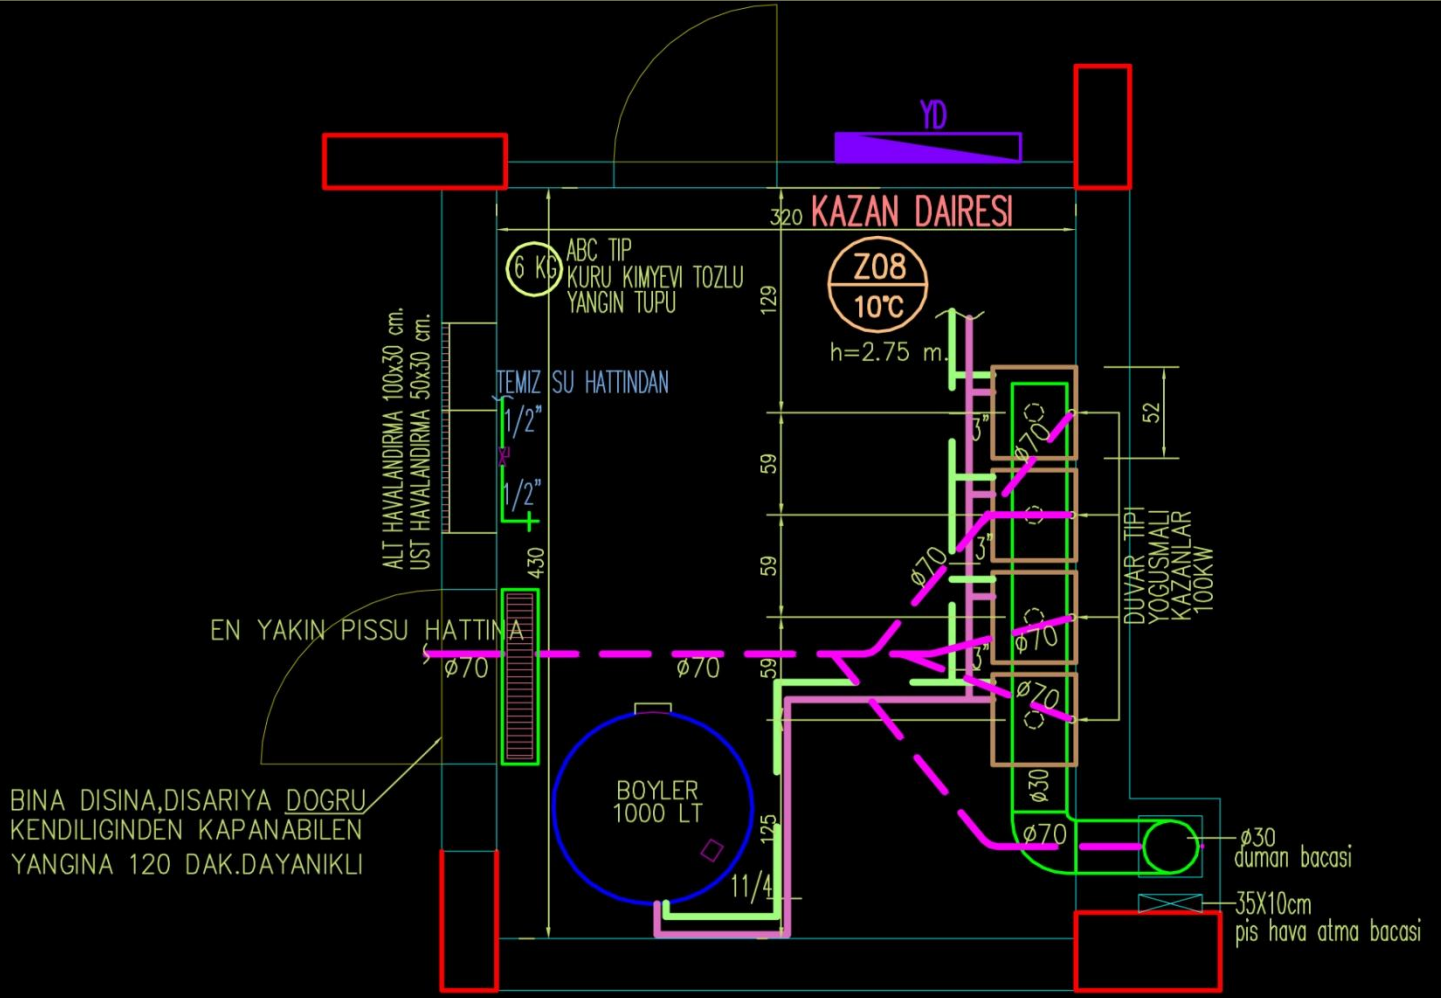 YD
320
KAZAN DAIRESI
6 KG
ABC TIP
KURU KIMYEVI TOZLU
YANGIN TUPU
Z08
10°C
h=2.75 m.
129
ALT HAVALANDIRMA 100x30 cm.
UST HAVALANDIRMA 50x30 cm.
TEMIZ SU HATTINDAN
1/2"
1/2"
430
59
59
59
125
3"
3"
3"
ø70
ø70
ø70
ø70
52
DUVAR TIPI
YOGUSMALI
KAZANLAR
100KW
EN YAKIN PISSU HATTINA
ø70
ø70
BOYLER
1000 LT
11/4
ø30
ø70
BINA DISINA,DISARIYA DOGRU
KENDILIGINDEN KAPANABILEN
YANGINA 120 DAK.DAYANIKLI
ø30
duman bacasi
35X10cm
pis hava atma bacasi